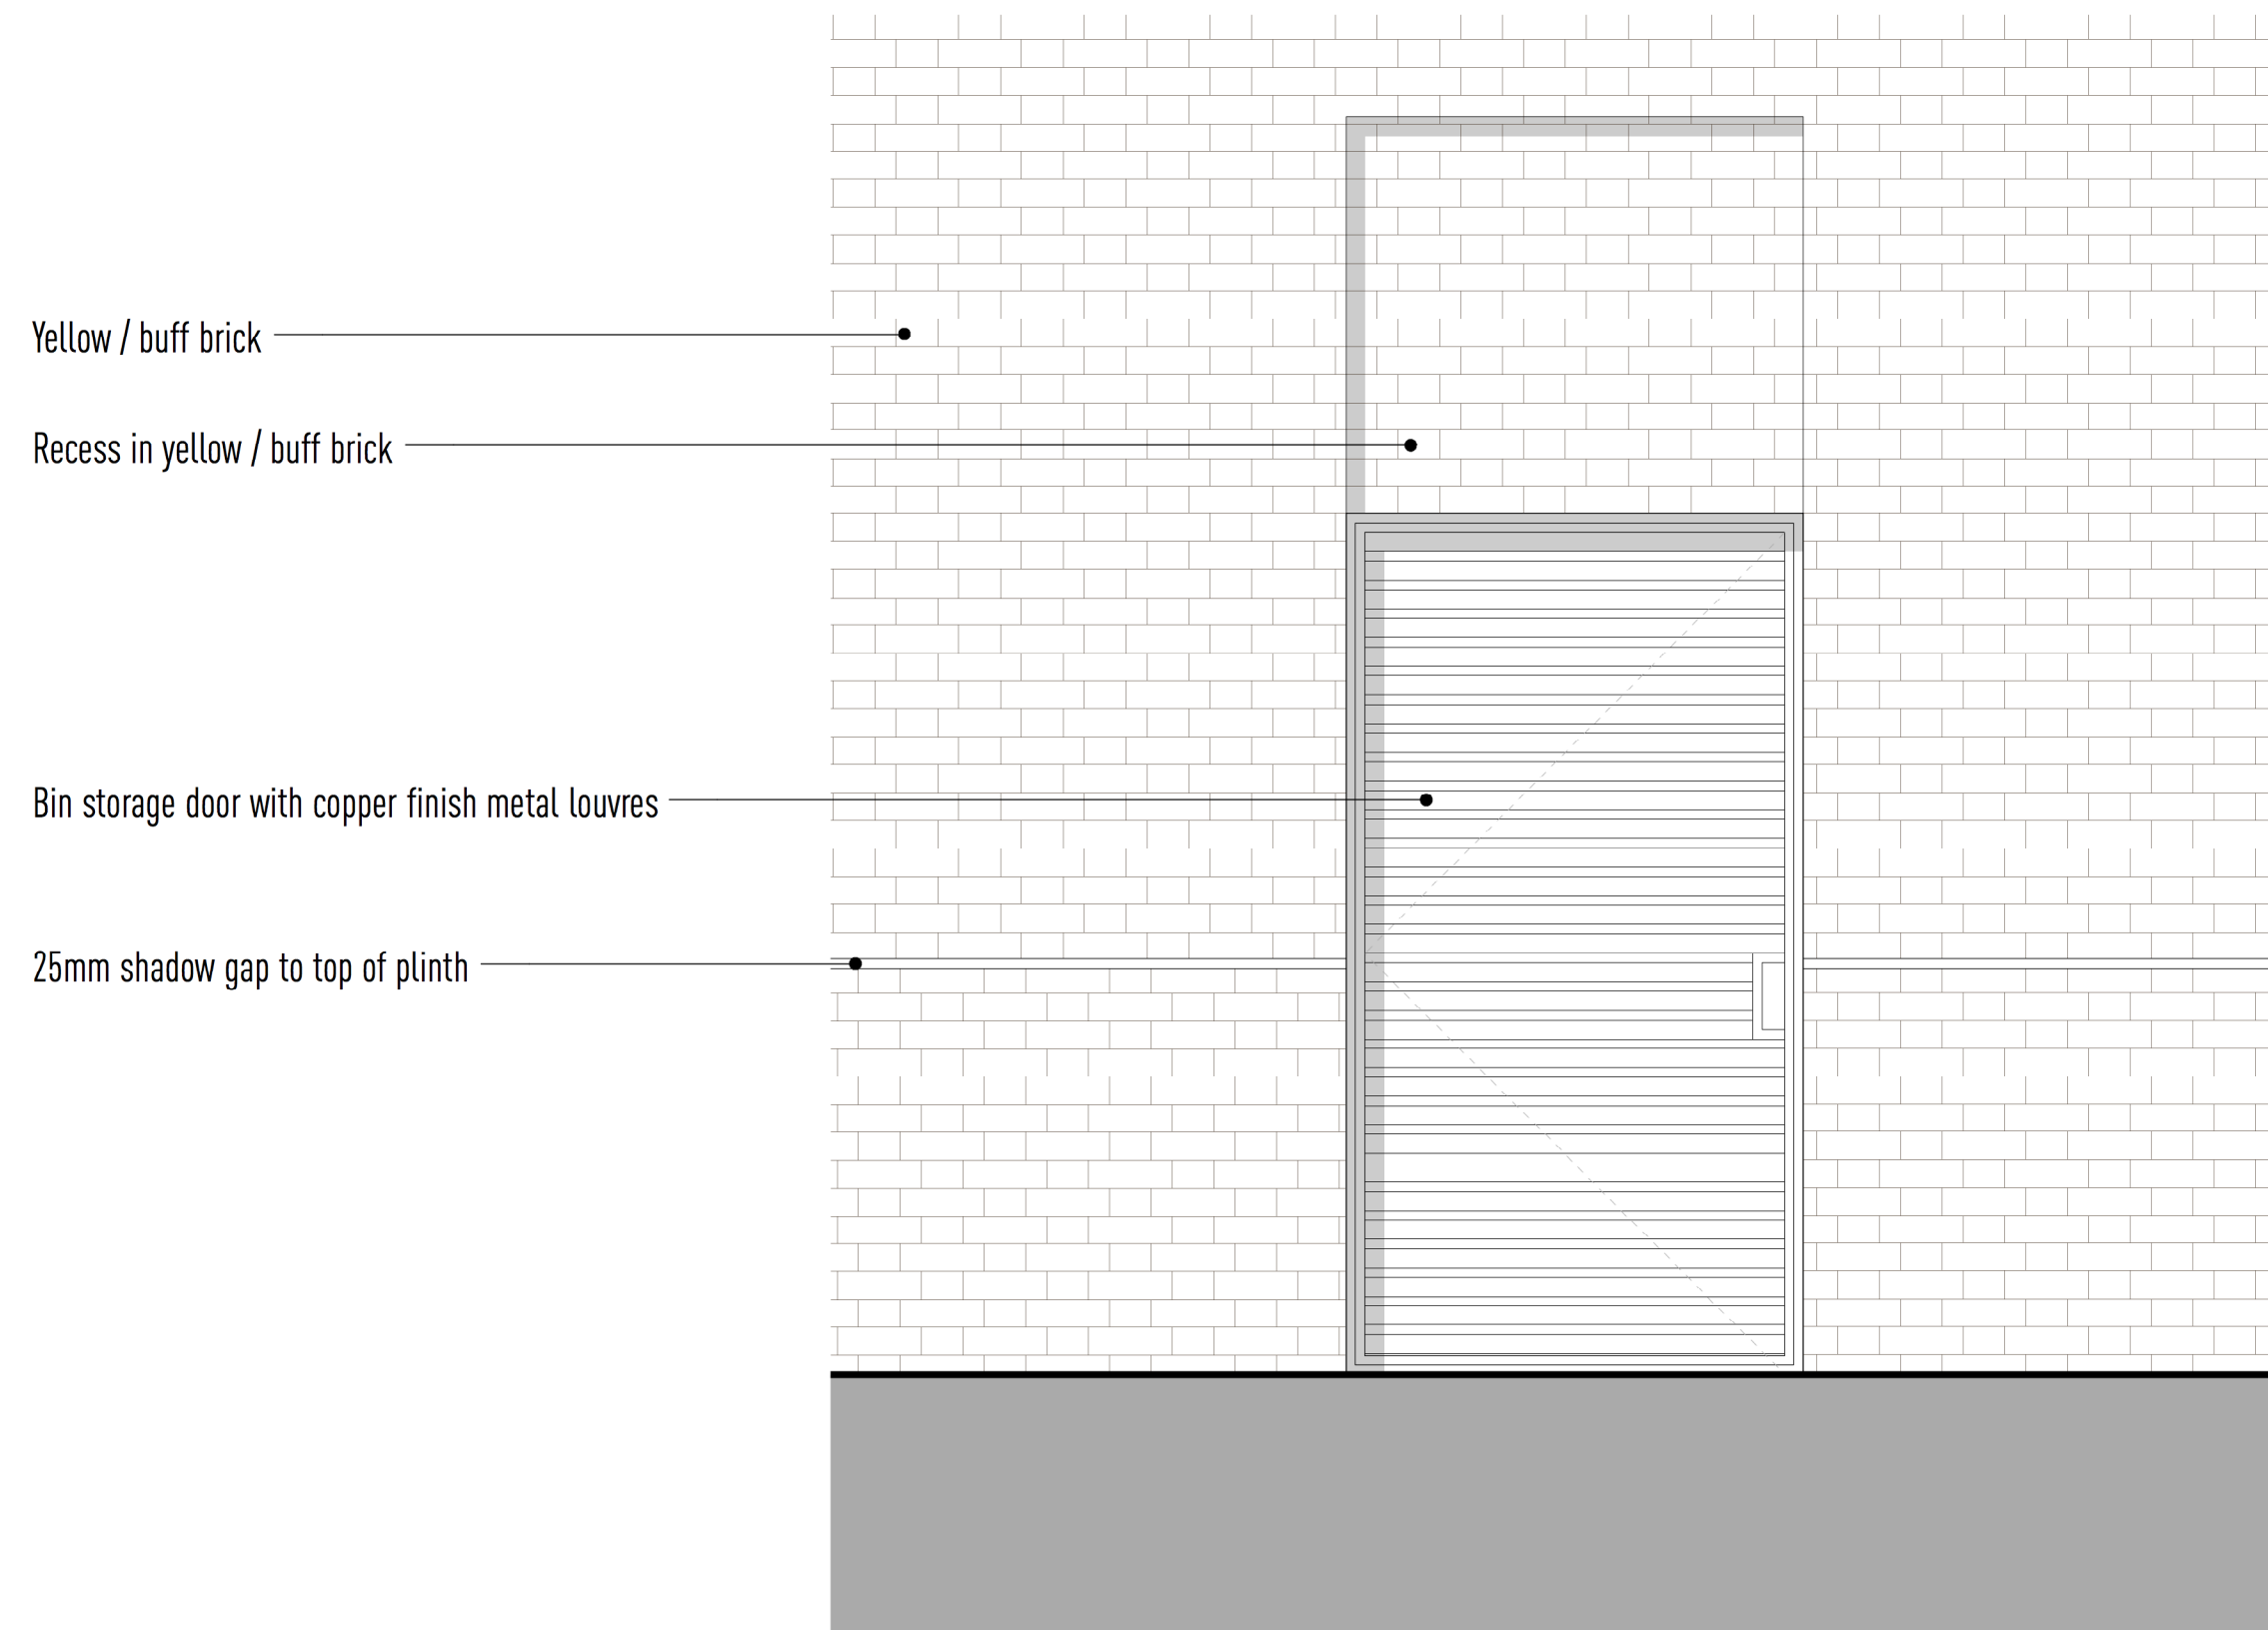 Yellow / buff brick
Recess in yellow / buff brick
Bin storage door with copper finish metal louvres
25mm shadow gap to top of plinth